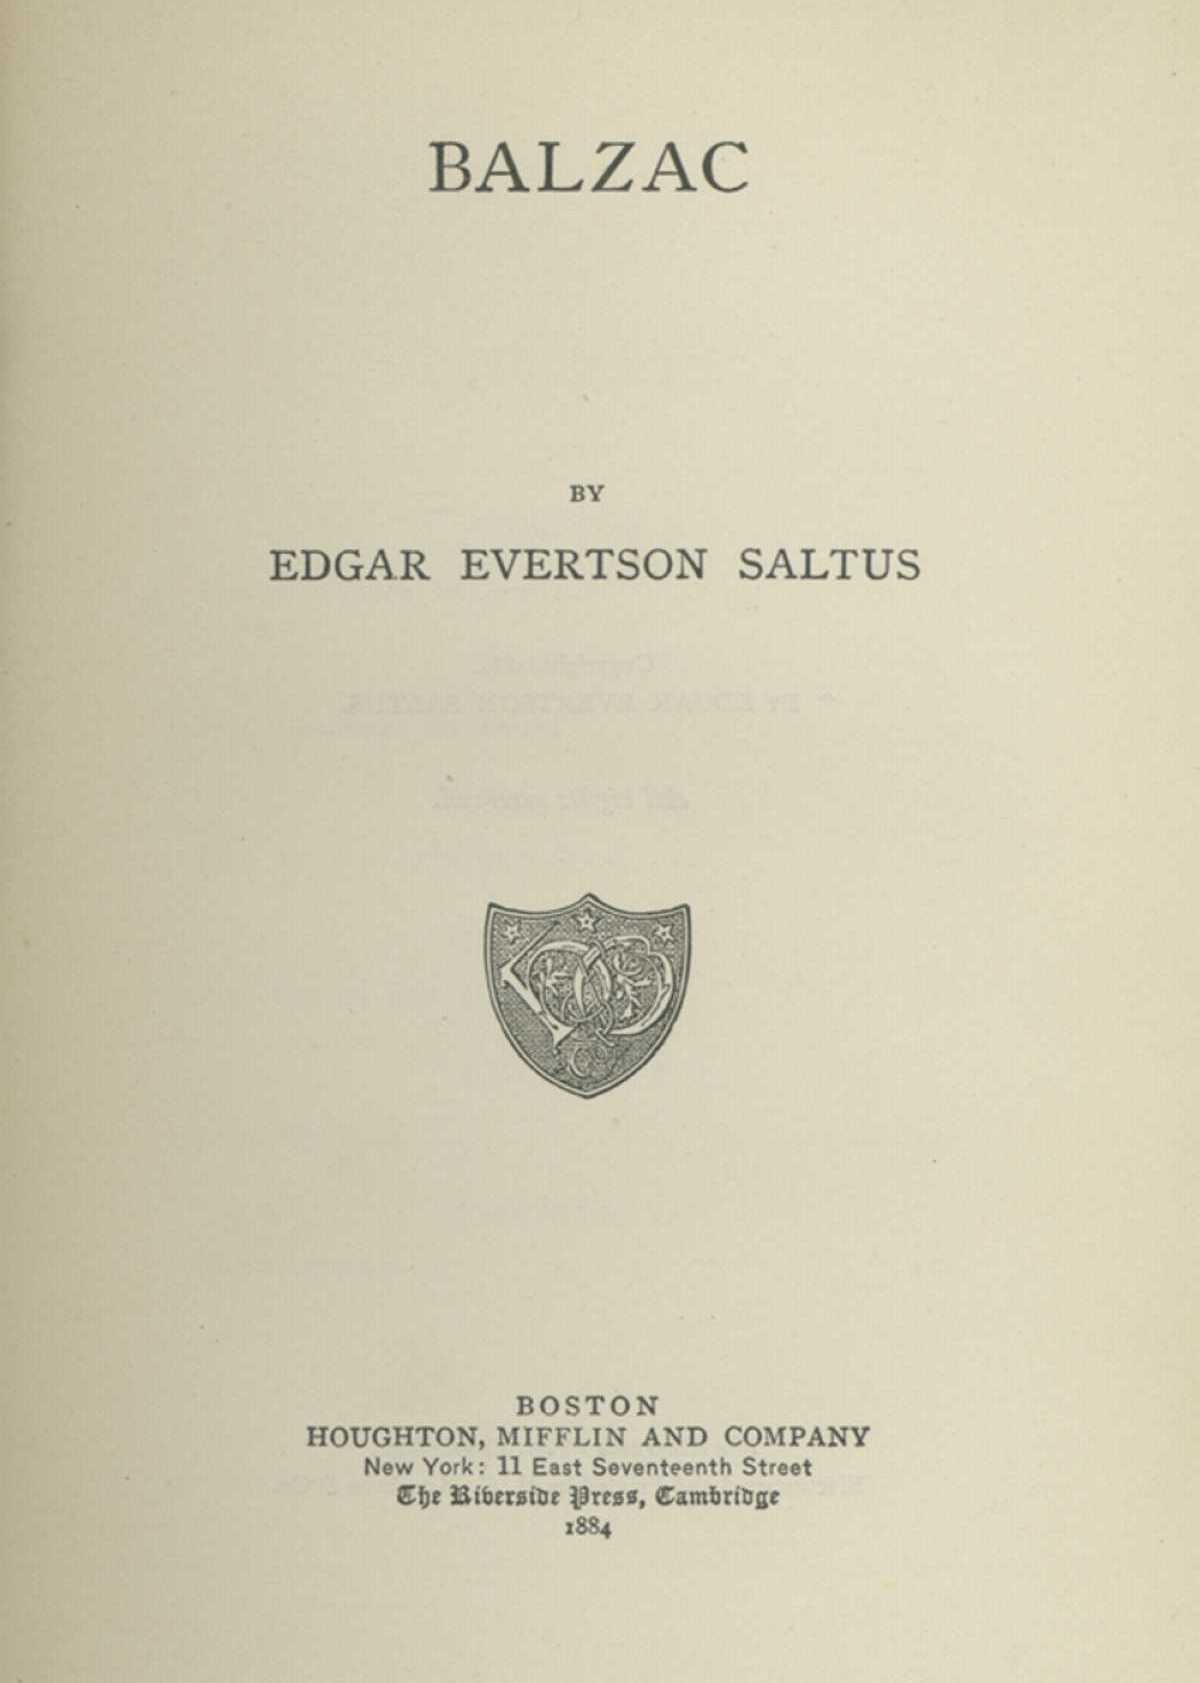 BALZAC
BY
EDGAR EVERTSON SALTUS
BOSTON
HOUGHTON, MIFFLIN AND COMPANY
New York: 11 East Seventeenth Street
The Riverside Press, Cambridge
1884